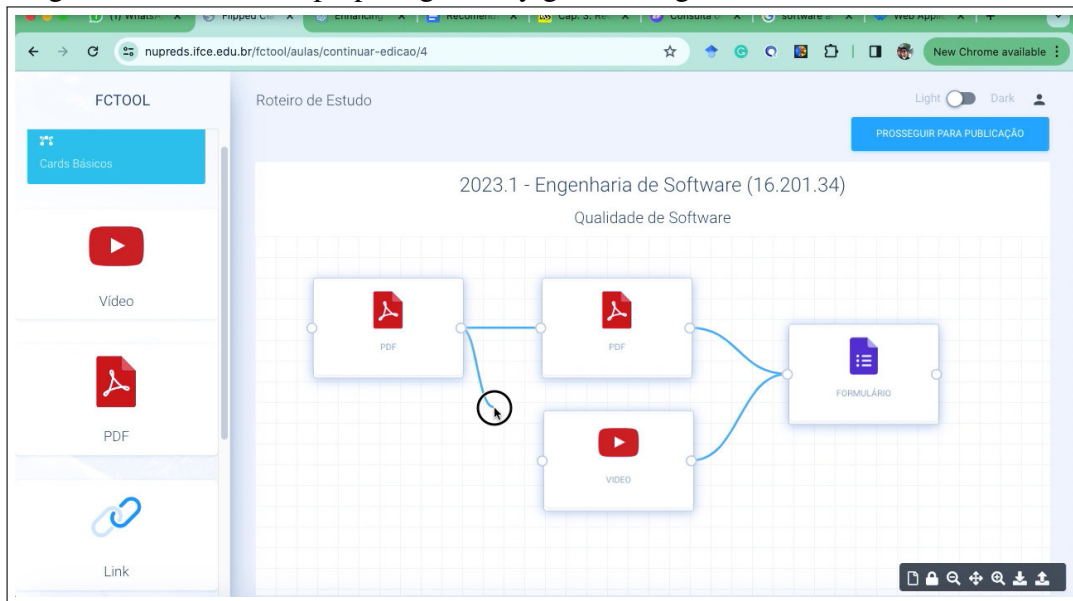 nupreds.ifce.edu.br/fctool/aulas/continuar-edicao/4
New Chrome available
FCTOOL
Roteiro de Estudo
Light
Dark
PROSSEGUIR PARA PUBLICAÇÃO
Cards Básicos
2023.1 - Engenharia de Software (16.201.34)
Qualidade de Software
Vídeo
PDF
Link
PDF
PDF
VIDEO
FORMULÁRIO